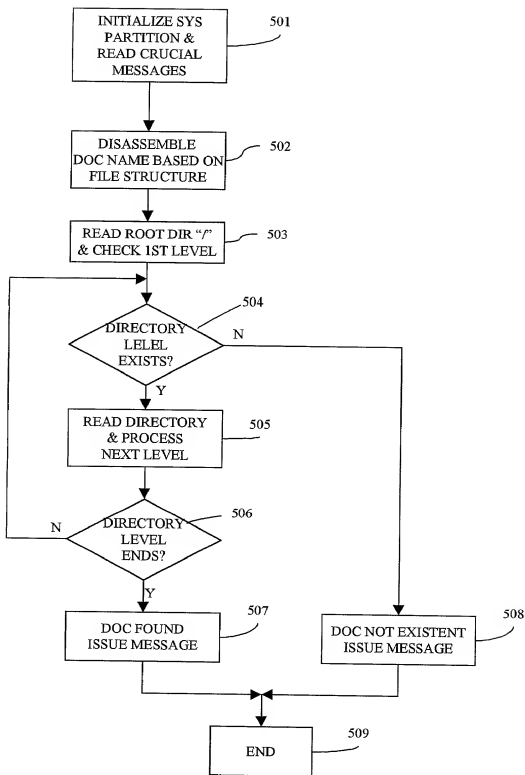 INITIALIZE SYS
PARTITION &
READ CRUCIAL
MESSAGES
501
DISASSEMBLE
DOC NAME BASED ON
FILE STRUCTURE
502
READ ROOT DIR “/”
& CHECK 1ST LEVEL
503
504
DIRECTORY
LELEL
EXISTS?
N
Y
READ DIRECTORY
& PROCESS
NEXT LEVEL
505
506
N
DIRECTORY
LEVEL
ENDS?
Y
DOC FOUND
ISSUE MESSAGE
507
DOC NOT EXISTENT
ISSUE MESSAGE
508
END
509